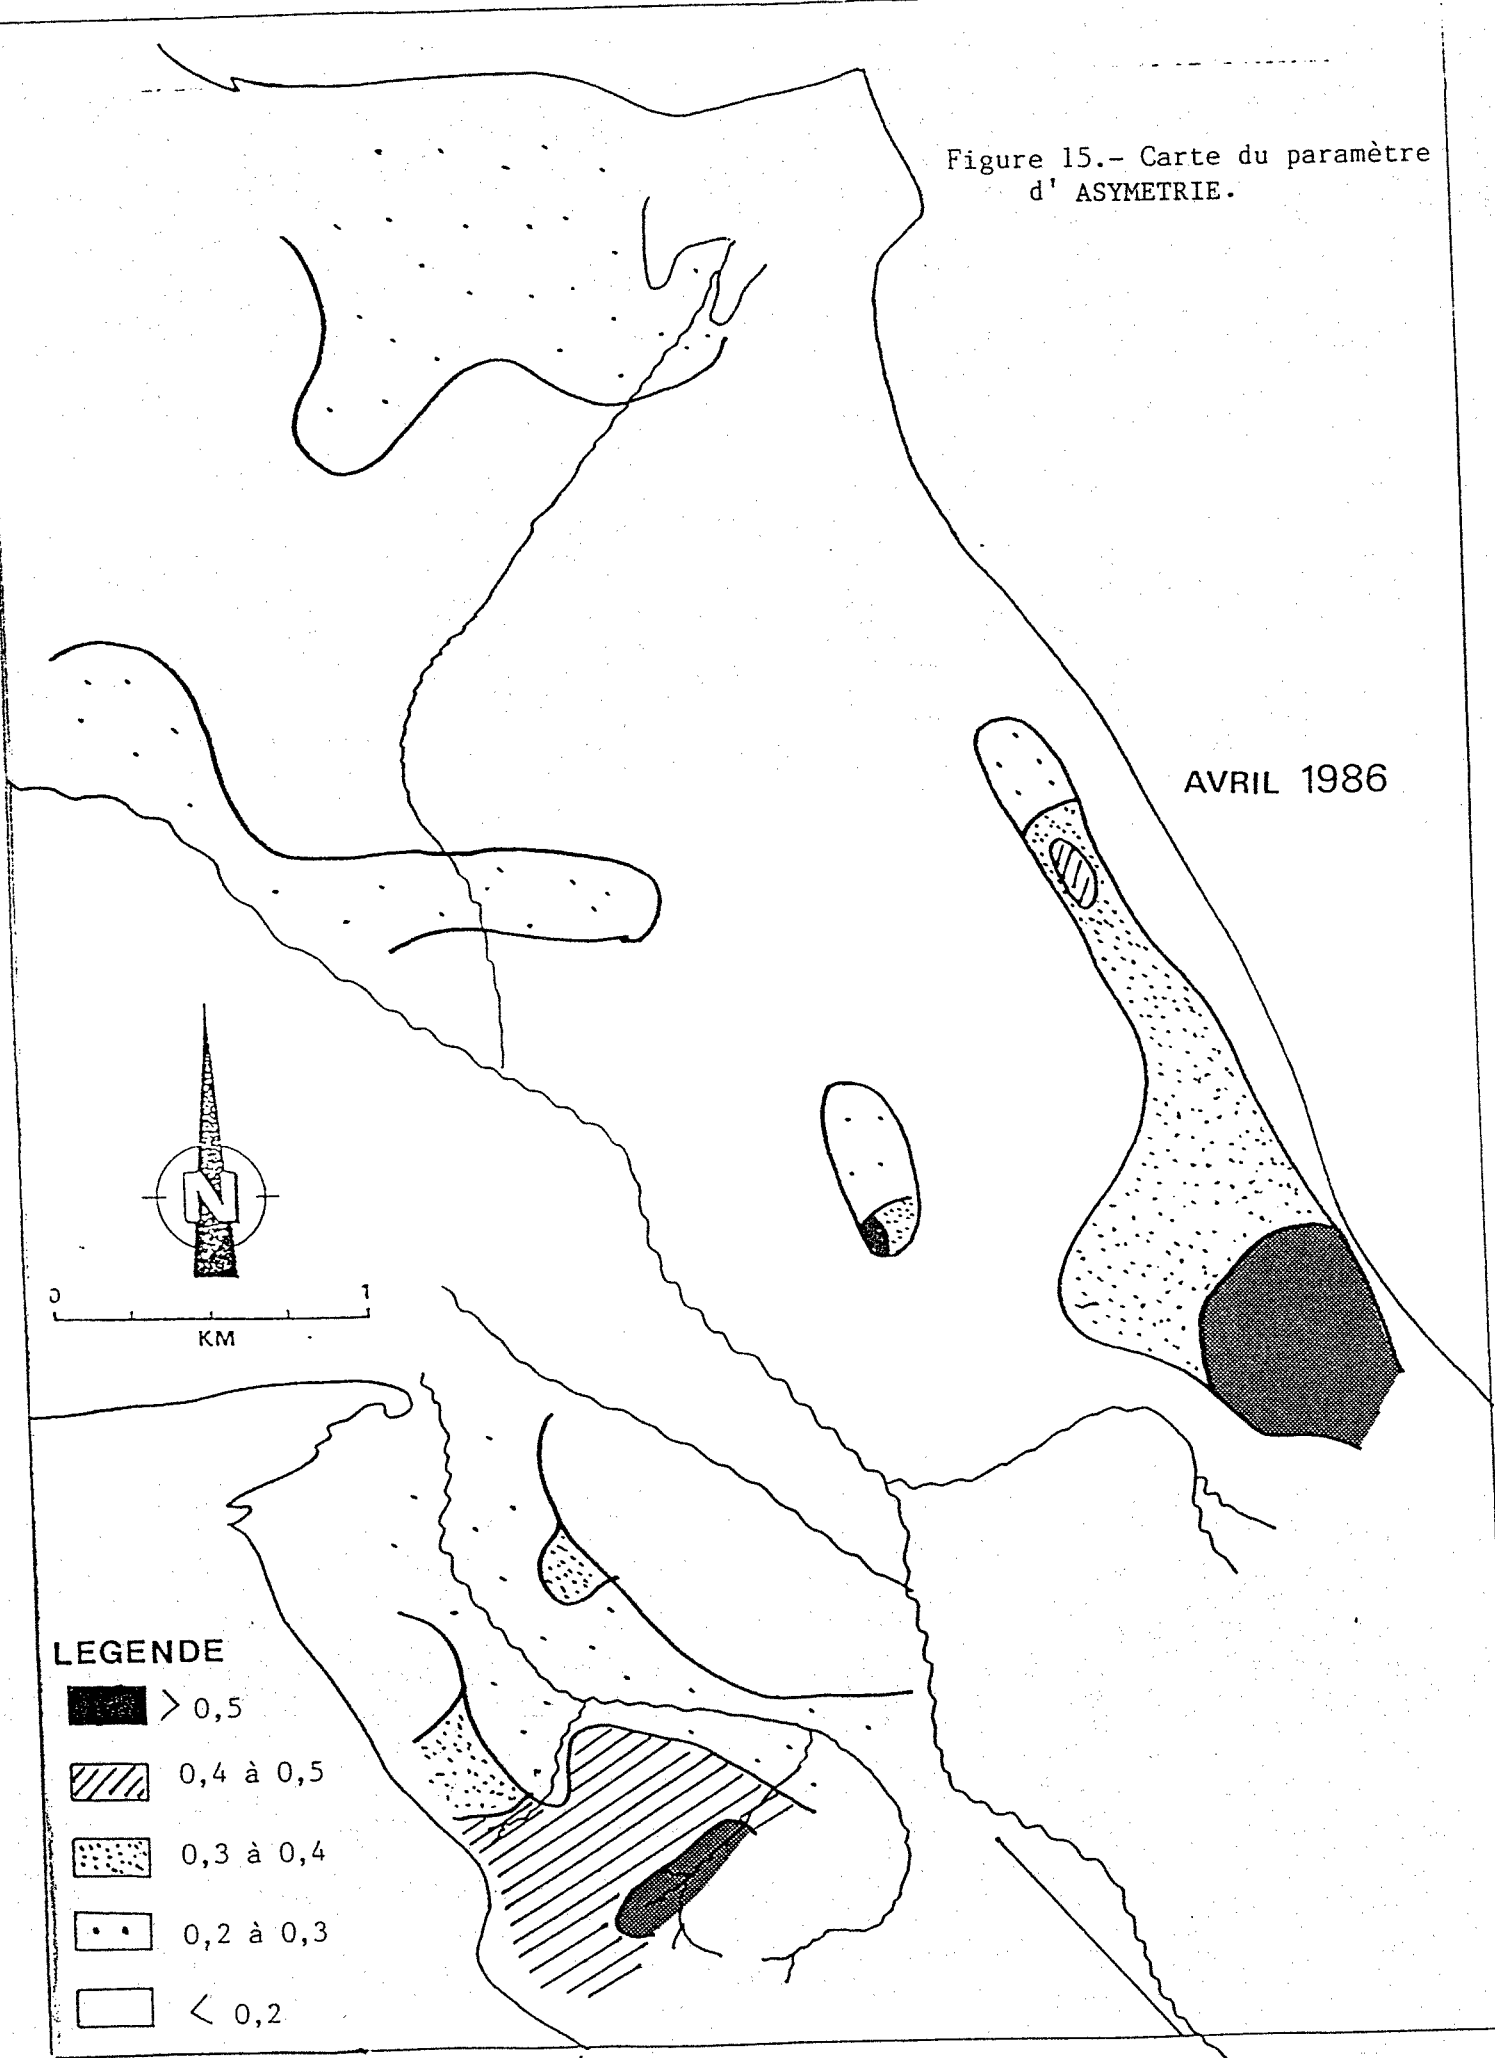 Figure 15.- Carte du paramètre
d' ASYMETRIE.
AVRIL 1986
N
0 1
KM
LEGENDE
> 0,5
0,4 à 0,5
0,3 à 0,4
0,2 à 0,3
< 0,2